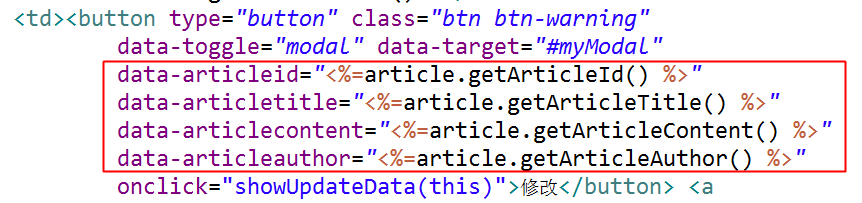 <td><button type="button" class="btn btn-warning"
data-toggle="modal" data-target="#myModal"
data-articleid="<%=article.getArticleId() %>"
data-articletitle="<%=article.getArticleTitle() %>"
data-articlecontent="<%=article.getArticleContent() %>"
data-articleauthor="<%=article.getArticleAuthor() %>"
onclick="showUpdateData(this)">修改</button> <a